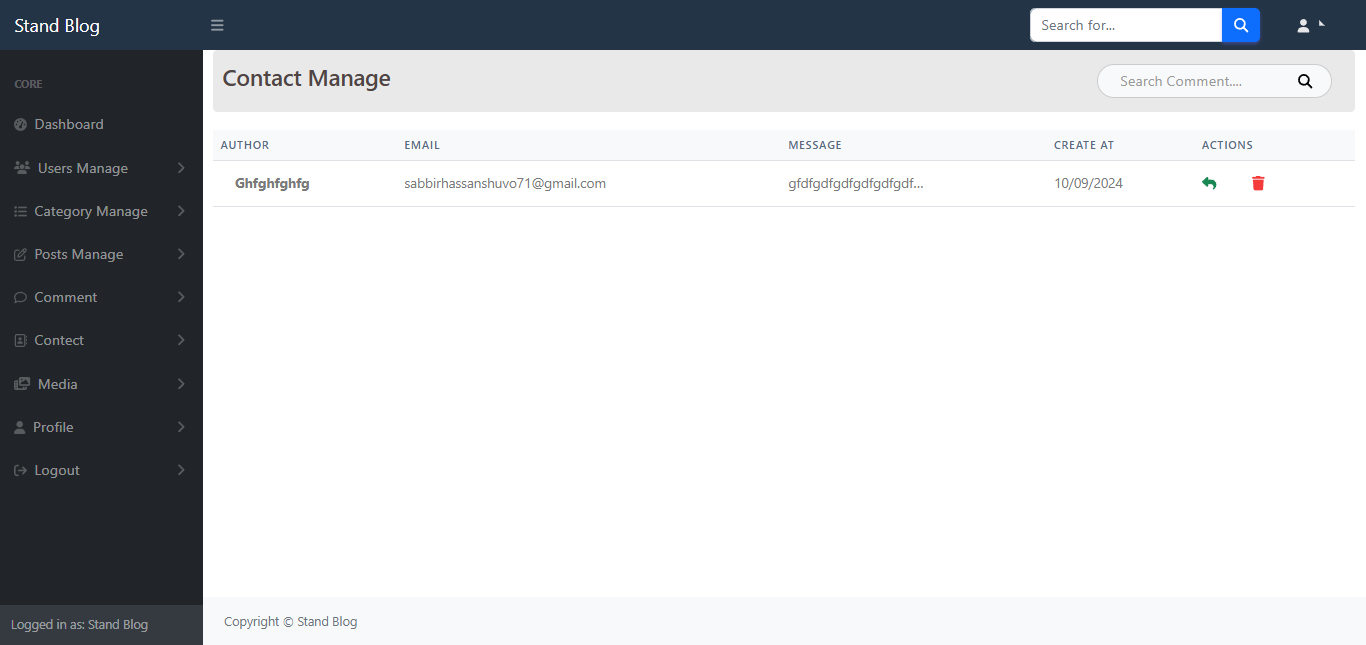 Stand Blog
Search for...
CORE
Dashboard
Users Manage
Category Manage
Posts Manage
Comment
Contect
Media
Profile
Logout
Logged in as: Stand Blog
Contact Manage
Search Comment....
AUTHOR EMAIL MESSAGE CREATE AT ACTIONS
Ghfghfghfg sabbirhassanshuvo71@gmail.com gfdfgdfgdfgdfgdfgdf... 10/09/2024
Copyright © Stand Blog